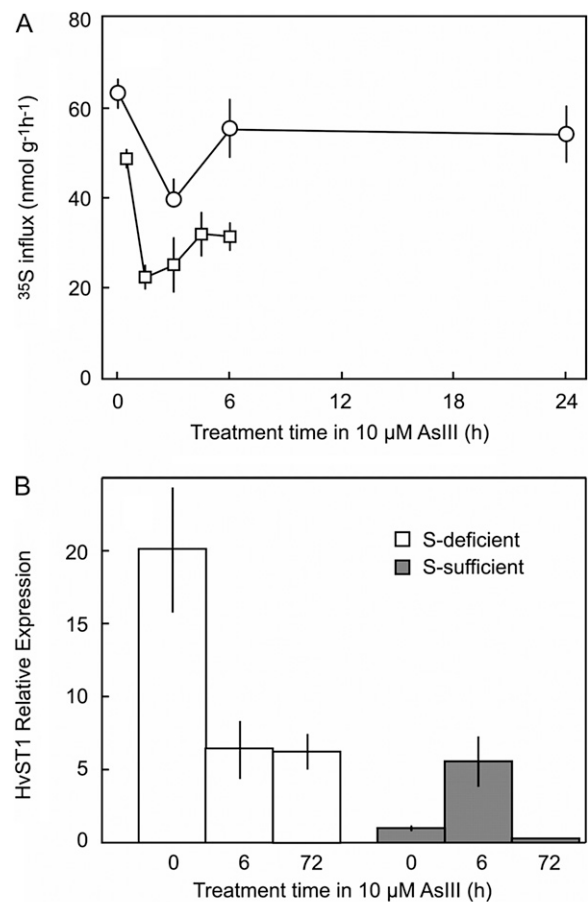 A
80
60
40
20
0
³⁵S influx (nmol g⁻¹h⁻¹)
0 6 12 18 24
Treatment time in 10 µM AsIII (h)
B
20
15
10
5
0
HvST1 Relative Expression
S-deficient
S-sufficient
0 6 72 0 6 72
Treatment time in 10 µM AsIII (h)